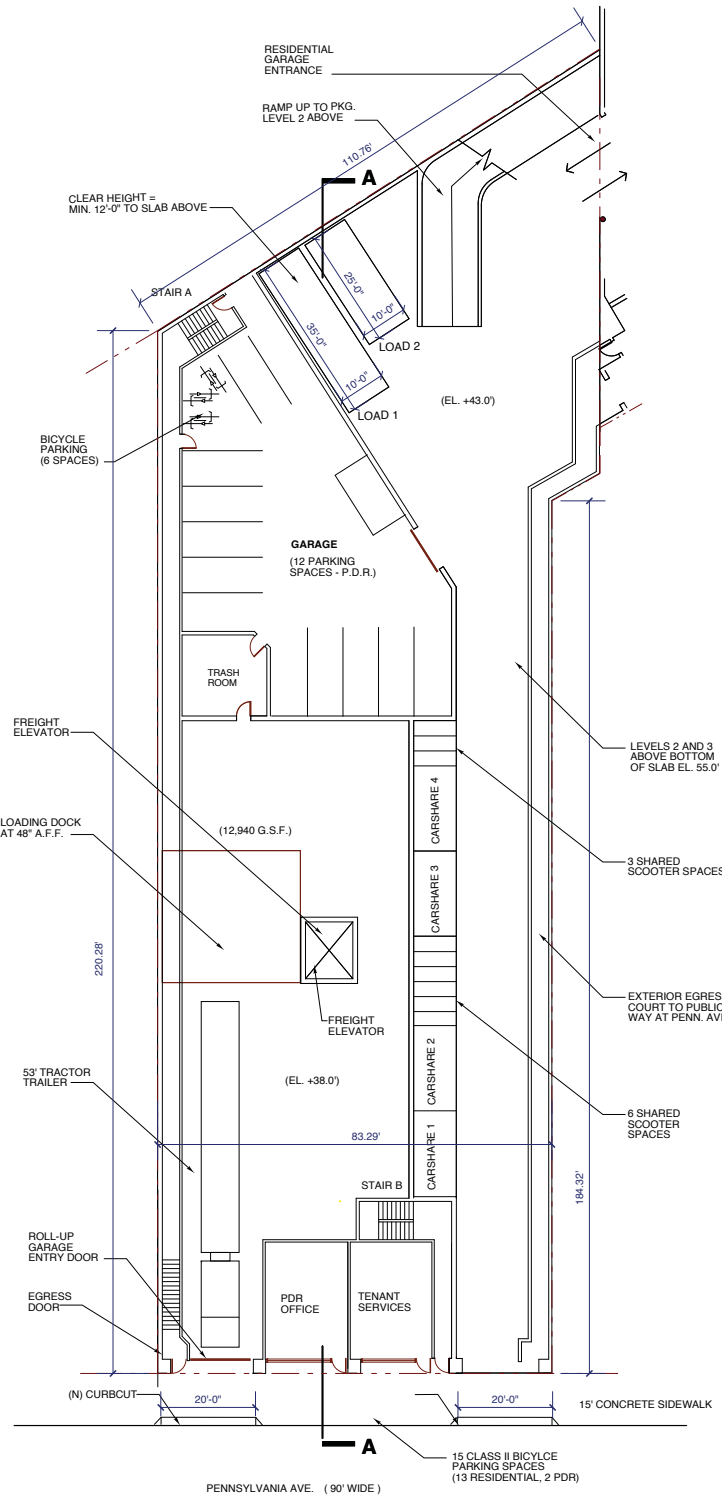 RESIDENTIAL
GARAGE
ENTRANCE
RAMP UP TO PKG.
LEVEL 2 ABOVE
110.76'
A
CLEAR HEIGHT =
MIN. 12'-0" TO SLAB ABOVE
STAIR A
25'-0"
10'-0"
LOAD 2
35'-0"
10'-0"
LOAD 1
(EL. +43.0')
BICYCLE
PARKING
(6 SPACES)
GARAGE
(12 PARKING
SPACES - P.D.R.)
TRASH
ROOM
FREIGHT
ELEVATOR
LEVELS 2 AND 3
ABOVE BOTTOM
OF SLAB EL. 55.0'
CARSHARE 4
LOADING DOCK
AT 48" A.F.F.
(12,940 G.S.F.)
3 SHARED
SCOOTER SPACES
CARSHARE 3
220.28'
EXTERIOR EGRES
COURT TO PUBLIC
WAY AT PENN. AVE
FREIGHT
ELEVATOR
53' TRACTOR
TRAILER
(EL. +38.0')
CARSHARE 2
6 SHARED
SCOOTER
SPACES
83.29'
CARSHARE 1
184.32'
STAIR B
ROLL-UP
GARAGE
ENTRY DOOR
EGRESS
DOOR
PDR
OFFICE
TENANT
SERVICES
(N) CURBCUT
20'-0"
20'-0"
15' CONCRETE SIDEWALK
A
15 CLASS II BICYLCE
PARKING SPACES
(13 RESIDENTIAL, 2 PDR)
PENNSYLVANIA AVE. ( 90' WIDE )